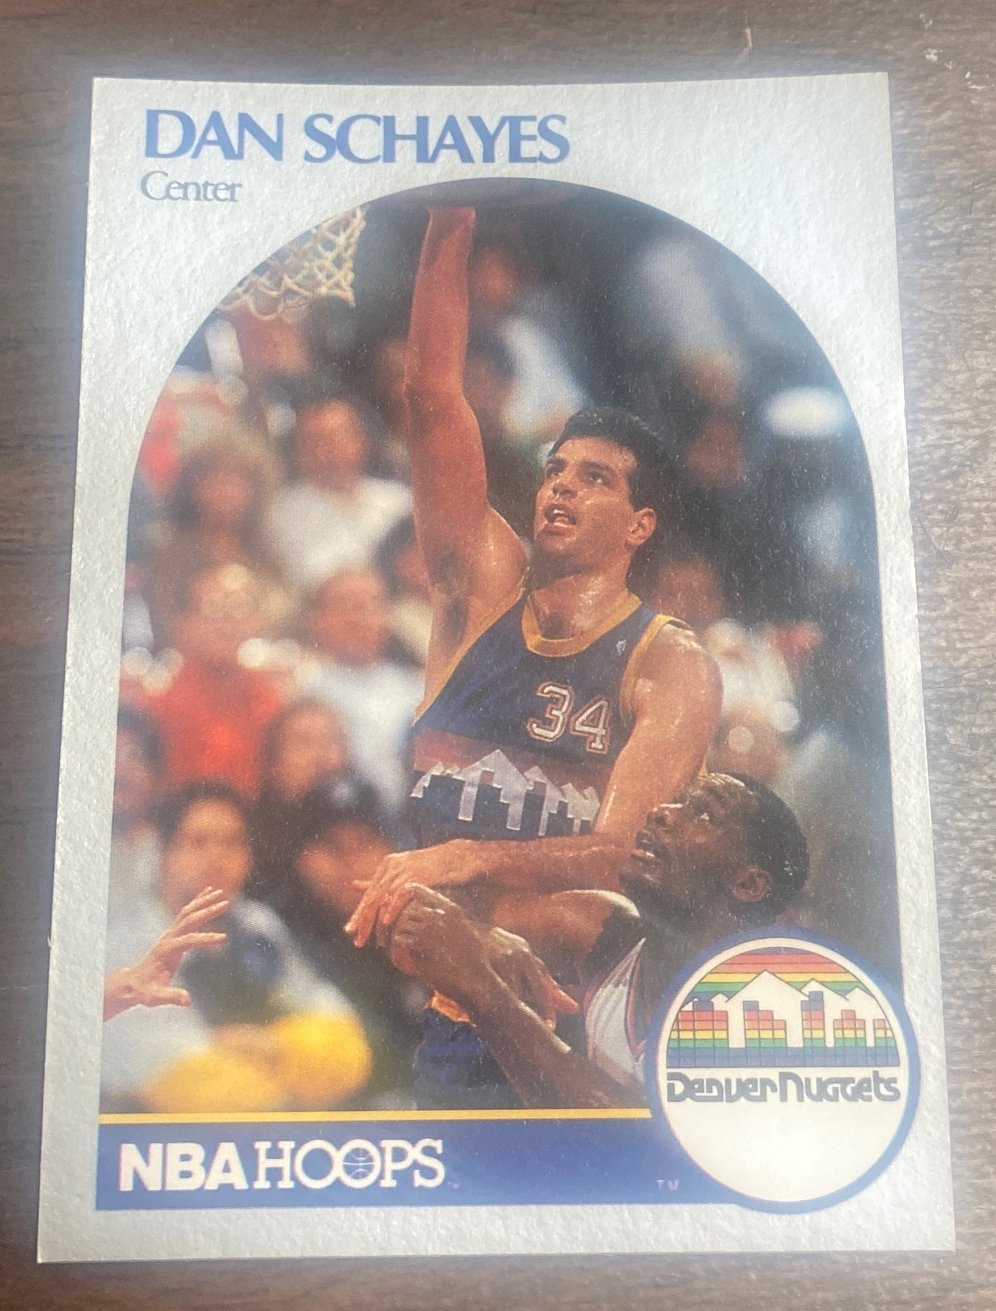 DAN SCHAYES
Center
34
Denver Nuggets
NBA HOOPS
TM